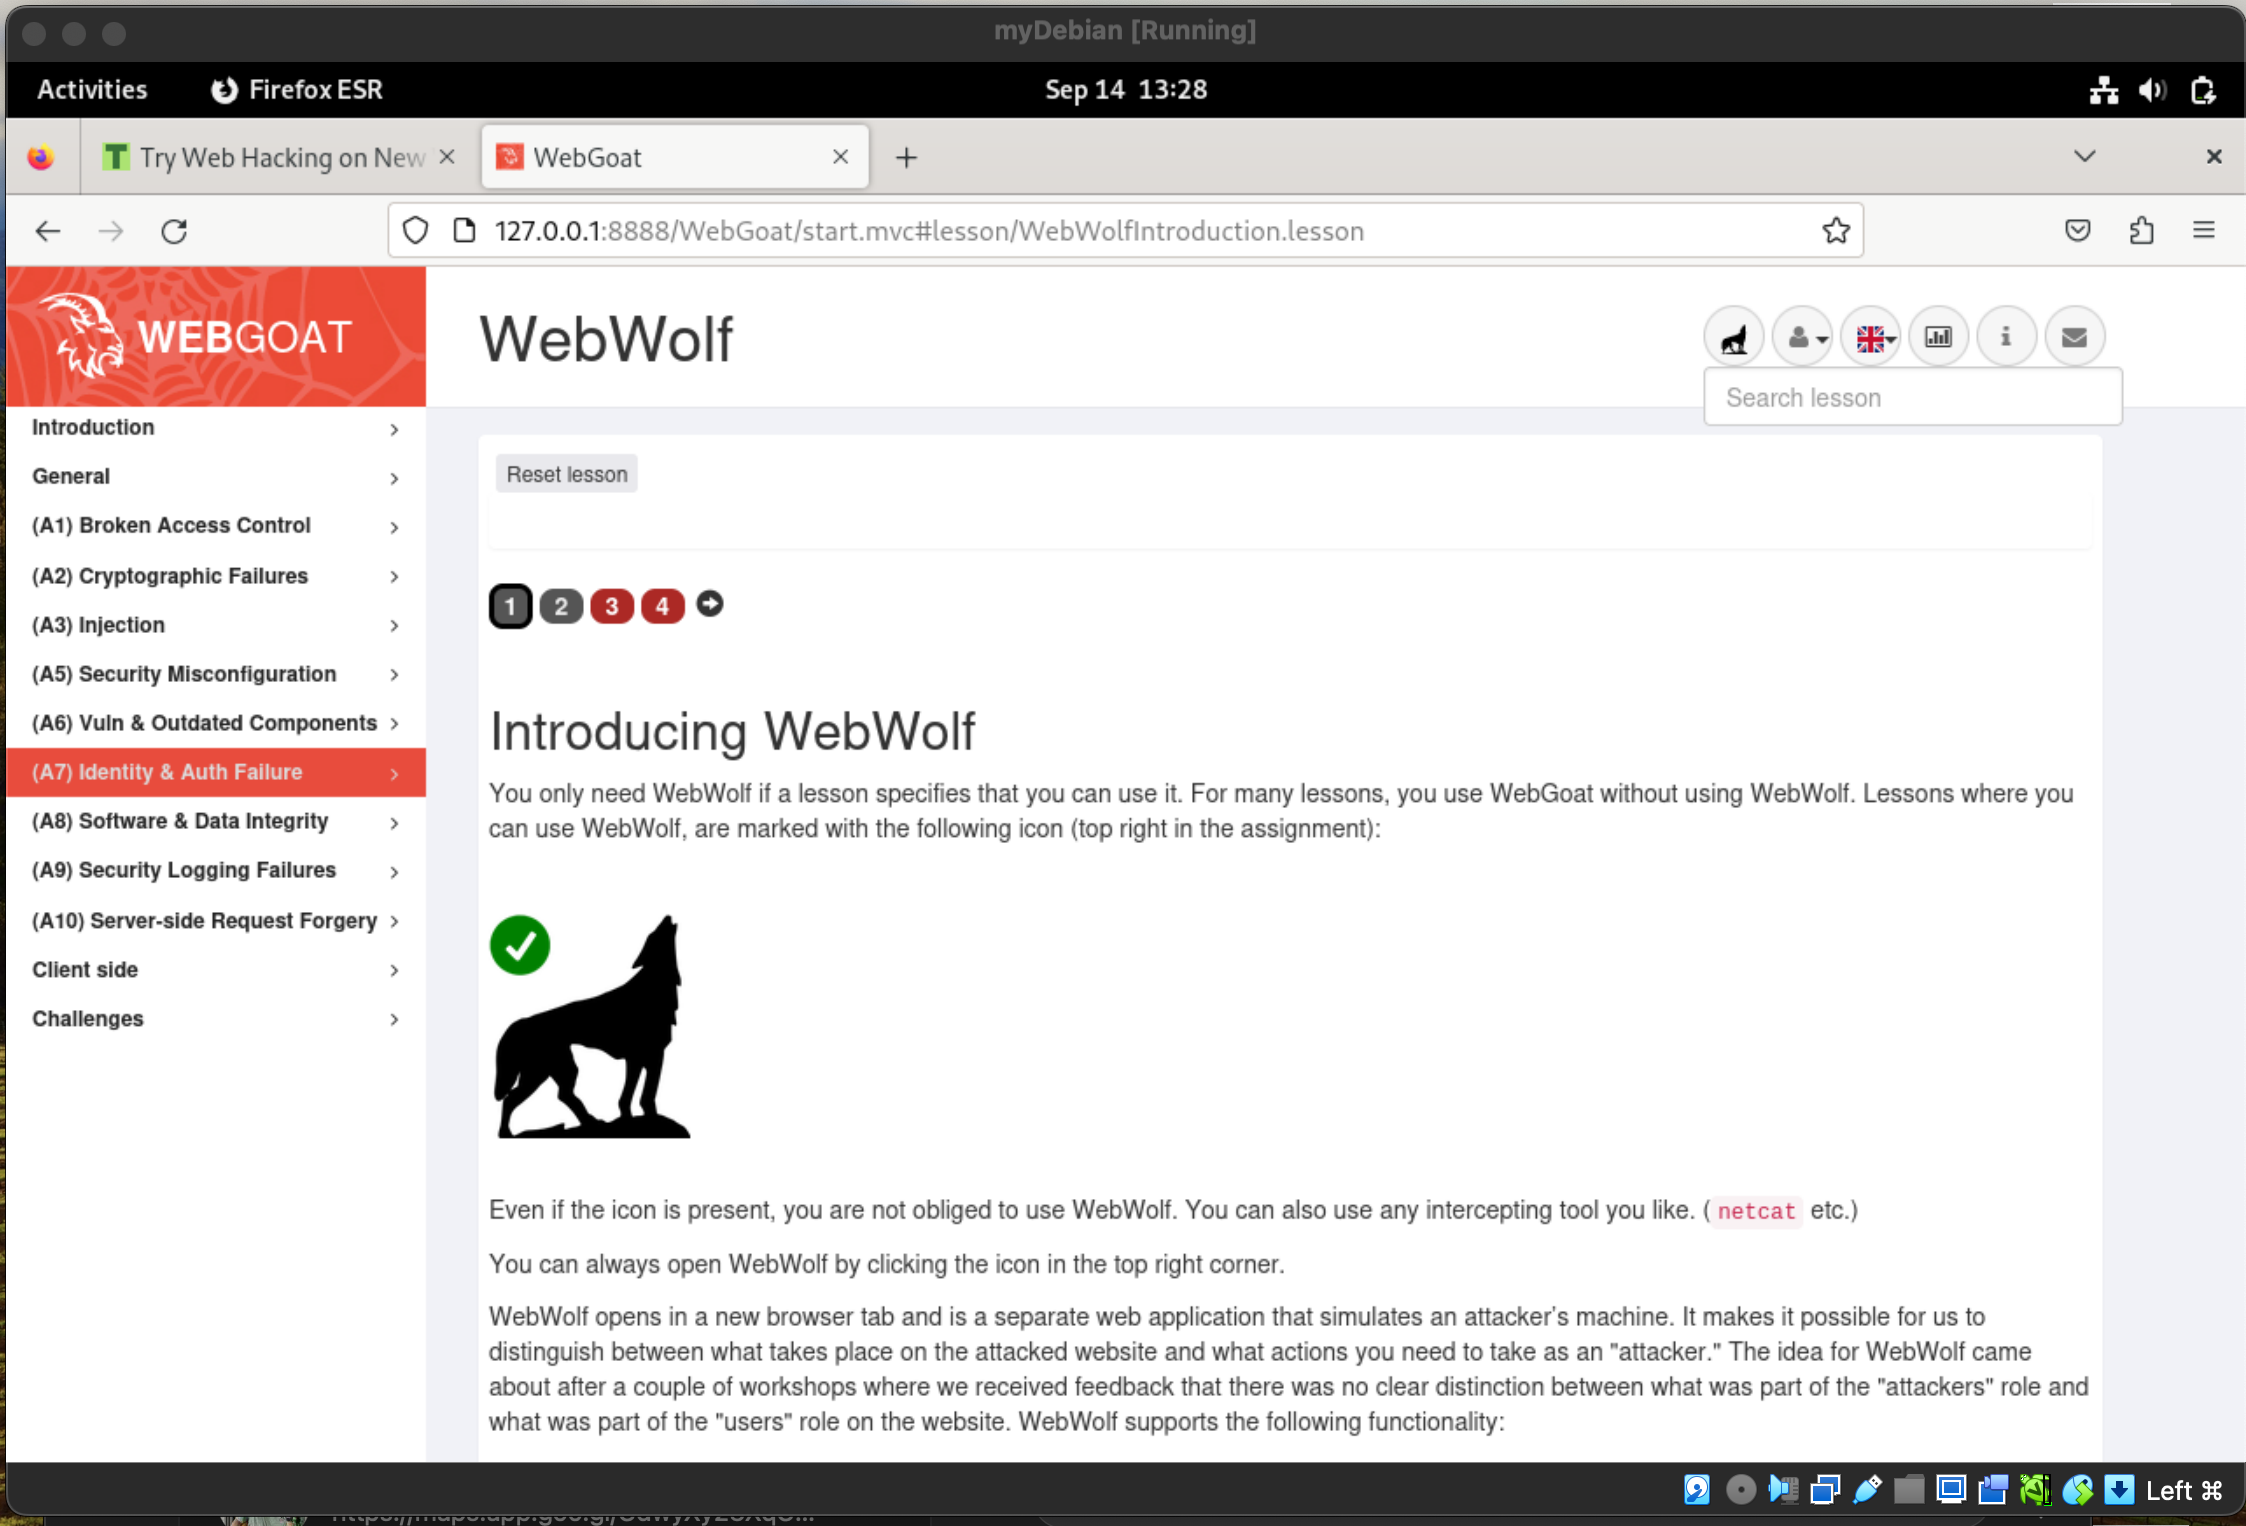 myDebian [Running]
Activities Firefox ESR Sep 14 13:28
Try Web Hacking on New WebGoat
127.0.0.1:8888/WebGoat/start.mvc#lesson/WebWolfIntroduction.lesson
WEBGOAT
WebWolf
Search lesson
Introduction
General
(A1) Broken Access Control
(A2) Cryptographic Failures
(A3) Injection
(A5) Security Misconfiguration
(A6) Vuln & Outdated Components
(A7) Identity & Auth Failure
(A8) Software & Data Integrity
(A9) Security Logging Failures
(A10) Server-side Request Forgery
Client side
Challenges
Reset lesson
1 2 3 4
Introducing WebWolf
You only need WebWolf if a lesson specifies that you can use it. For many lessons, you use WebGoat without using WebWolf. Lessons where you
can use WebWolf, are marked with the following icon (top right in the assignment):
Even if the icon is present, you are not obliged to use WebWolf. You can also use any intercepting tool you like. ( netcat etc.)
You can always open WebWolf by clicking the icon in the top right corner.
WebWolf opens in a new browser tab and is a separate web application that simulates an attacker's machine. It makes it possible for us to
distinguish between what takes place on the attacked website and what actions you need to take as an "attacker." The idea for WebWolf came
about after a couple of workshops where we received feedback that there was no clear distinction between what was part of the "attackers" role and
what was part of the "users" role on the website. WebWolf supports the following functionality:
Left ⌘